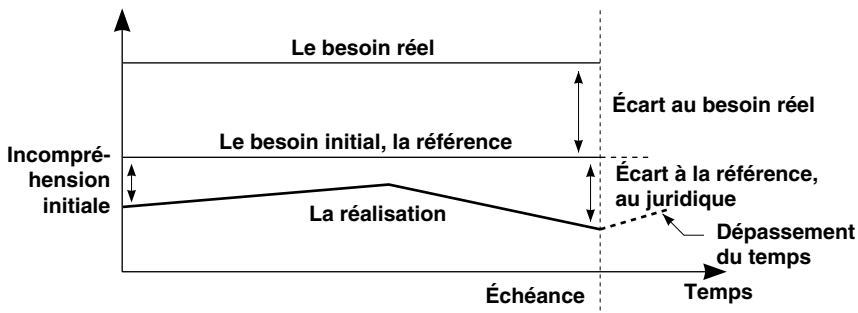 Le besoin réel
Écart au besoin réel
Le besoin initial, la référence
Incompré-
hension
initiale
Écart à la référence,
au juridique
La réalisation
Dépassement
du temps
Échéance
Temps